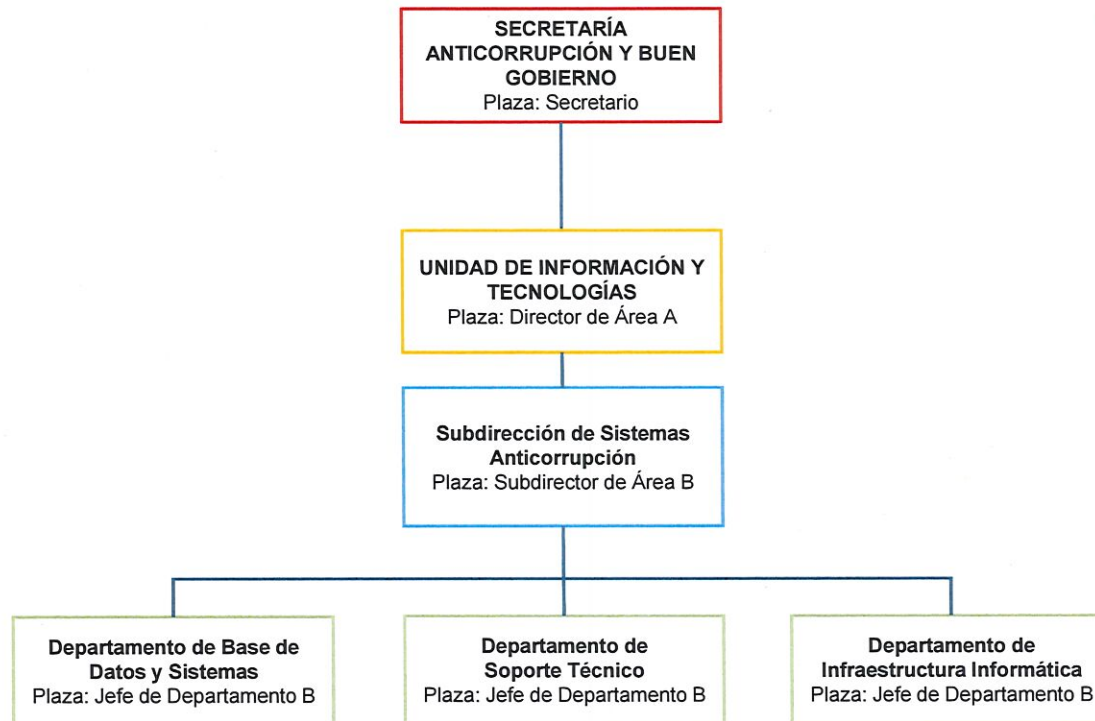 SECRETARÍA
ANTICORRUPCIÓN Y BUEN
GOBIERNO
Plaza: Secretario
UNIDAD DE INFORMACIÓN Y
TECNOLOGÍAS
Plaza: Director de Área A
Subdirección de Sistemas
Anticorrupción
Plaza: Subdirector de Área B
Departamento de Base de
Datos y Sistemas
Plaza: Jefe de Departamento B
Departamento de
Soporte Técnico
Plaza: Jefe de Departamento B
Departamento de
Infraestructura Informática
Plaza: Jefe de Departamento B